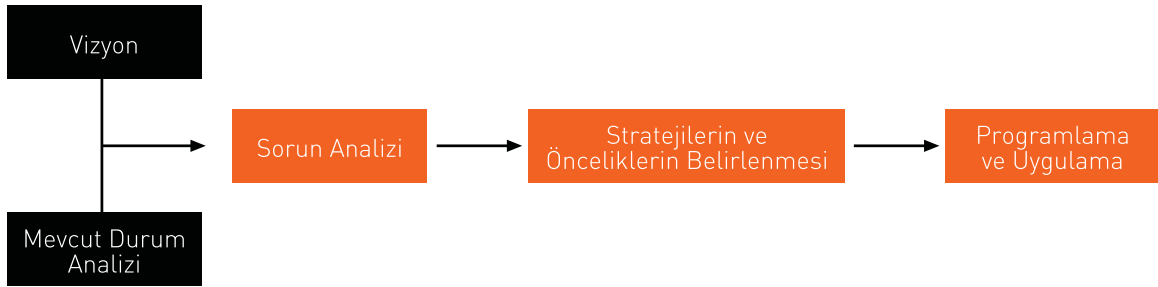 Vizyon
Mevcut Durum
Analizi
Sorun Analizi
Stratejilerin ve
Önceliklerin Belirlenmesi
Programlama
ve Uygulama